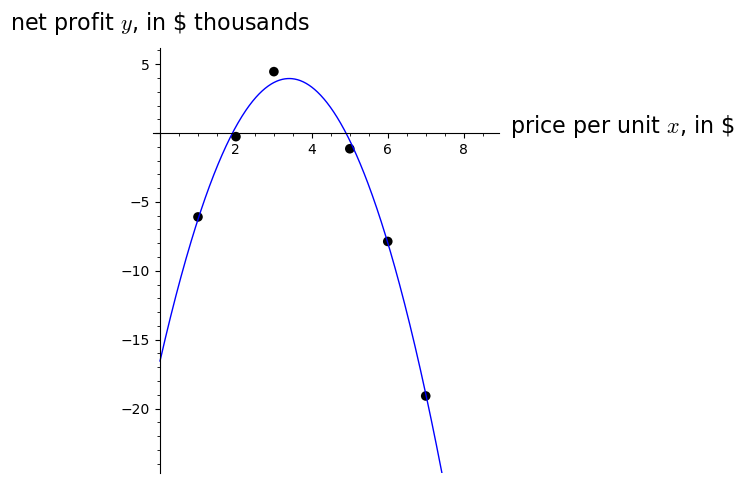 net profit y, in $ thousands
5
price per unit x, in $
2 4 6 8
−5
−10
−15
−20